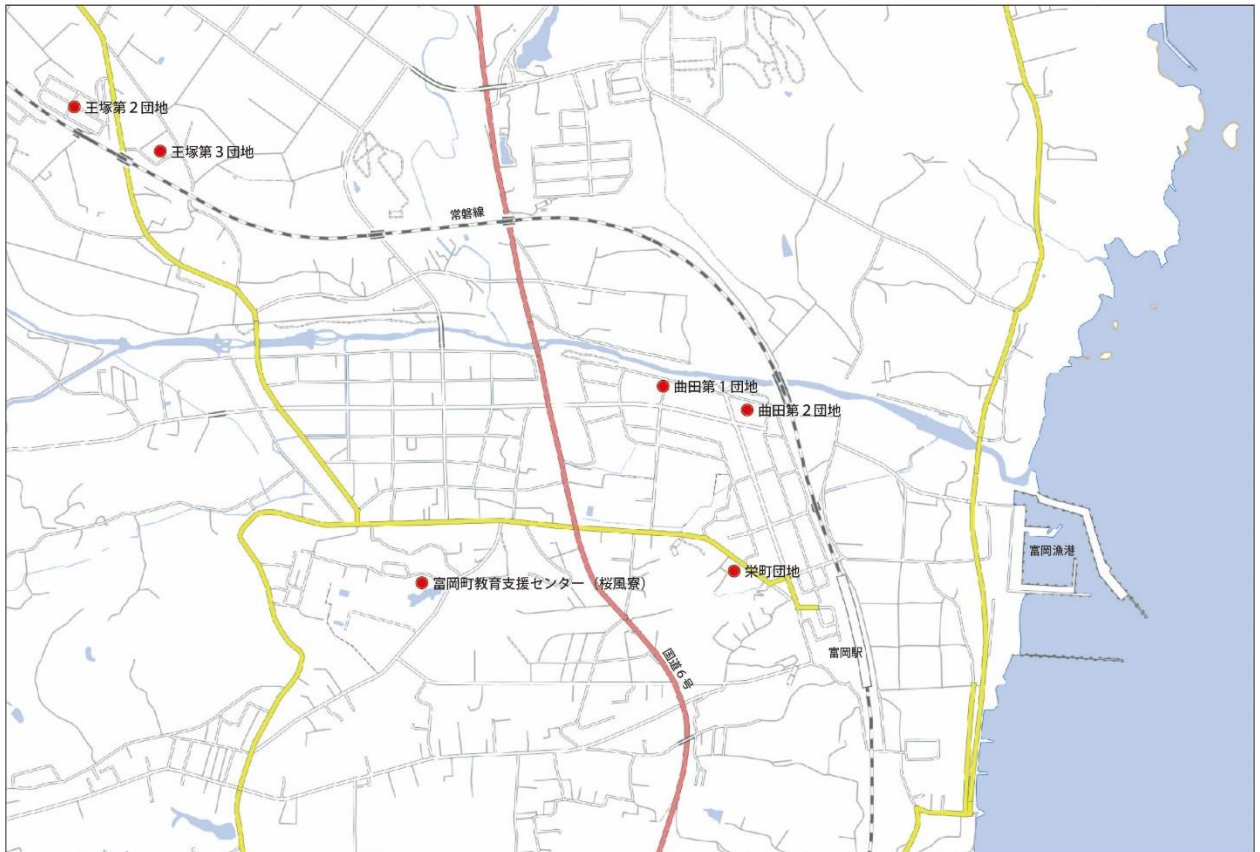 王塚第２団地
王塚第３団地
常磐線
曲田第１団地
曲田第２団地
富岡漁港
栄町団地
富岡町教育支援センター（桜風寮）
富岡駅
国道６号